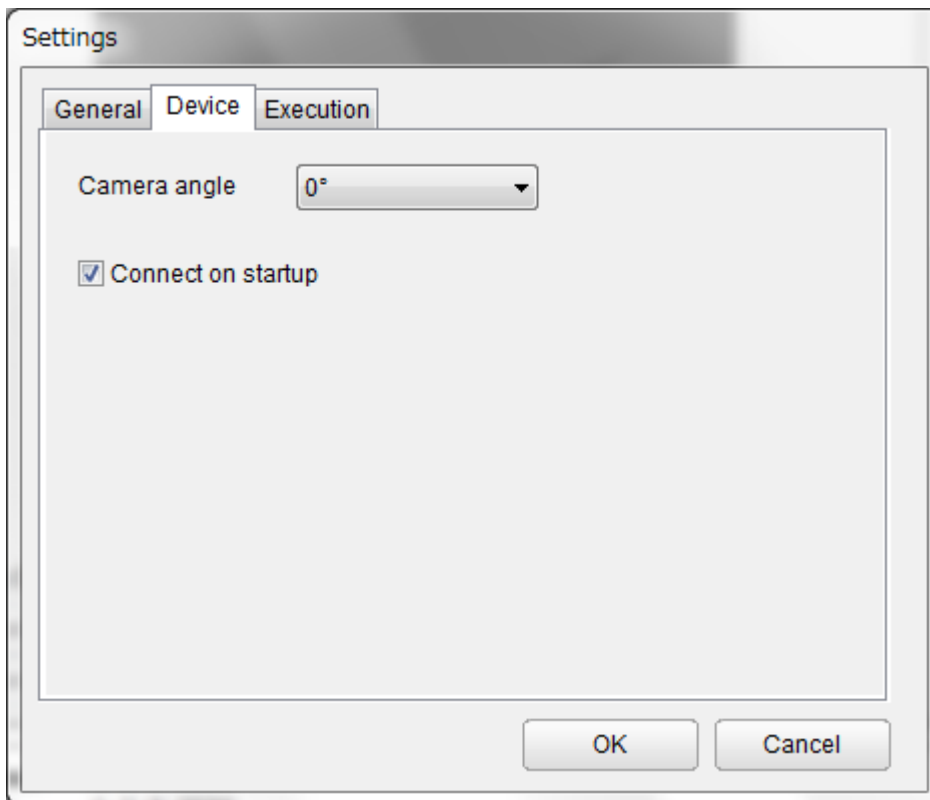 Settings
General Device Execution
Camera angle 0°
Connect on startup
OK Cancel